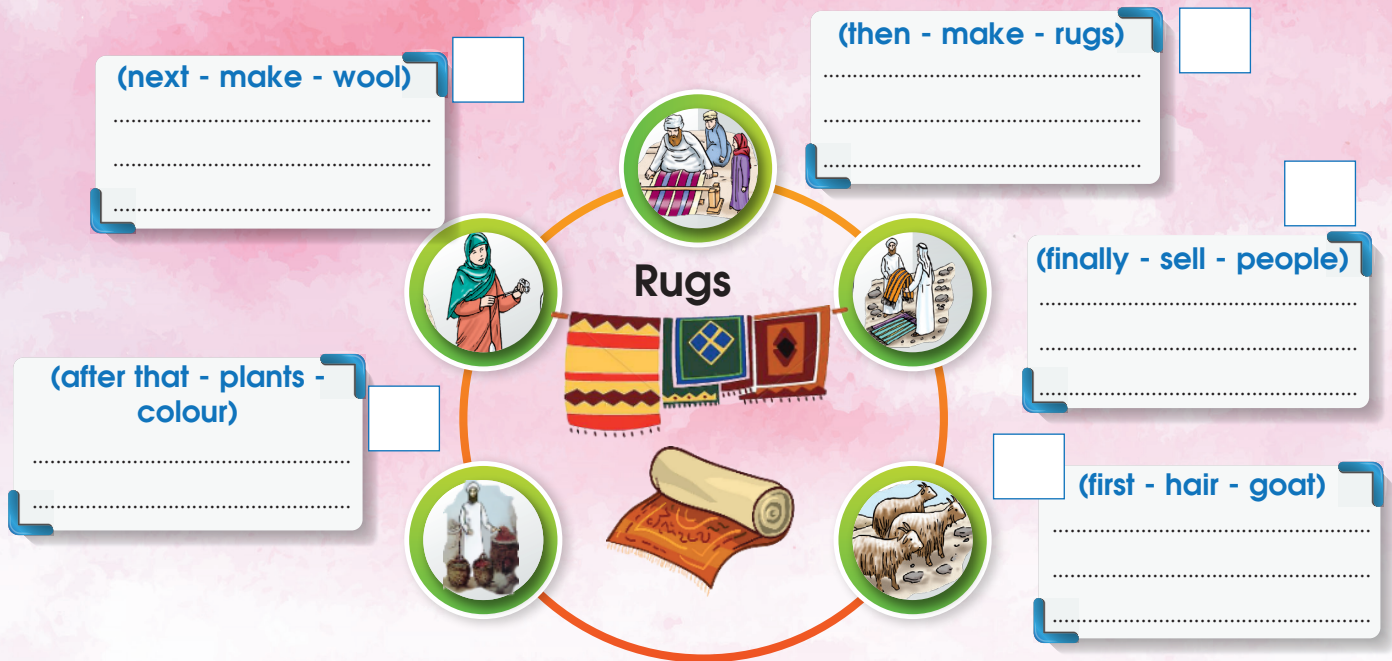 (next - make - wool)
(then - make - rugs)
(finally - sell - people)
Rugs
(after that - plants -
colour)
(first - hair - goat)